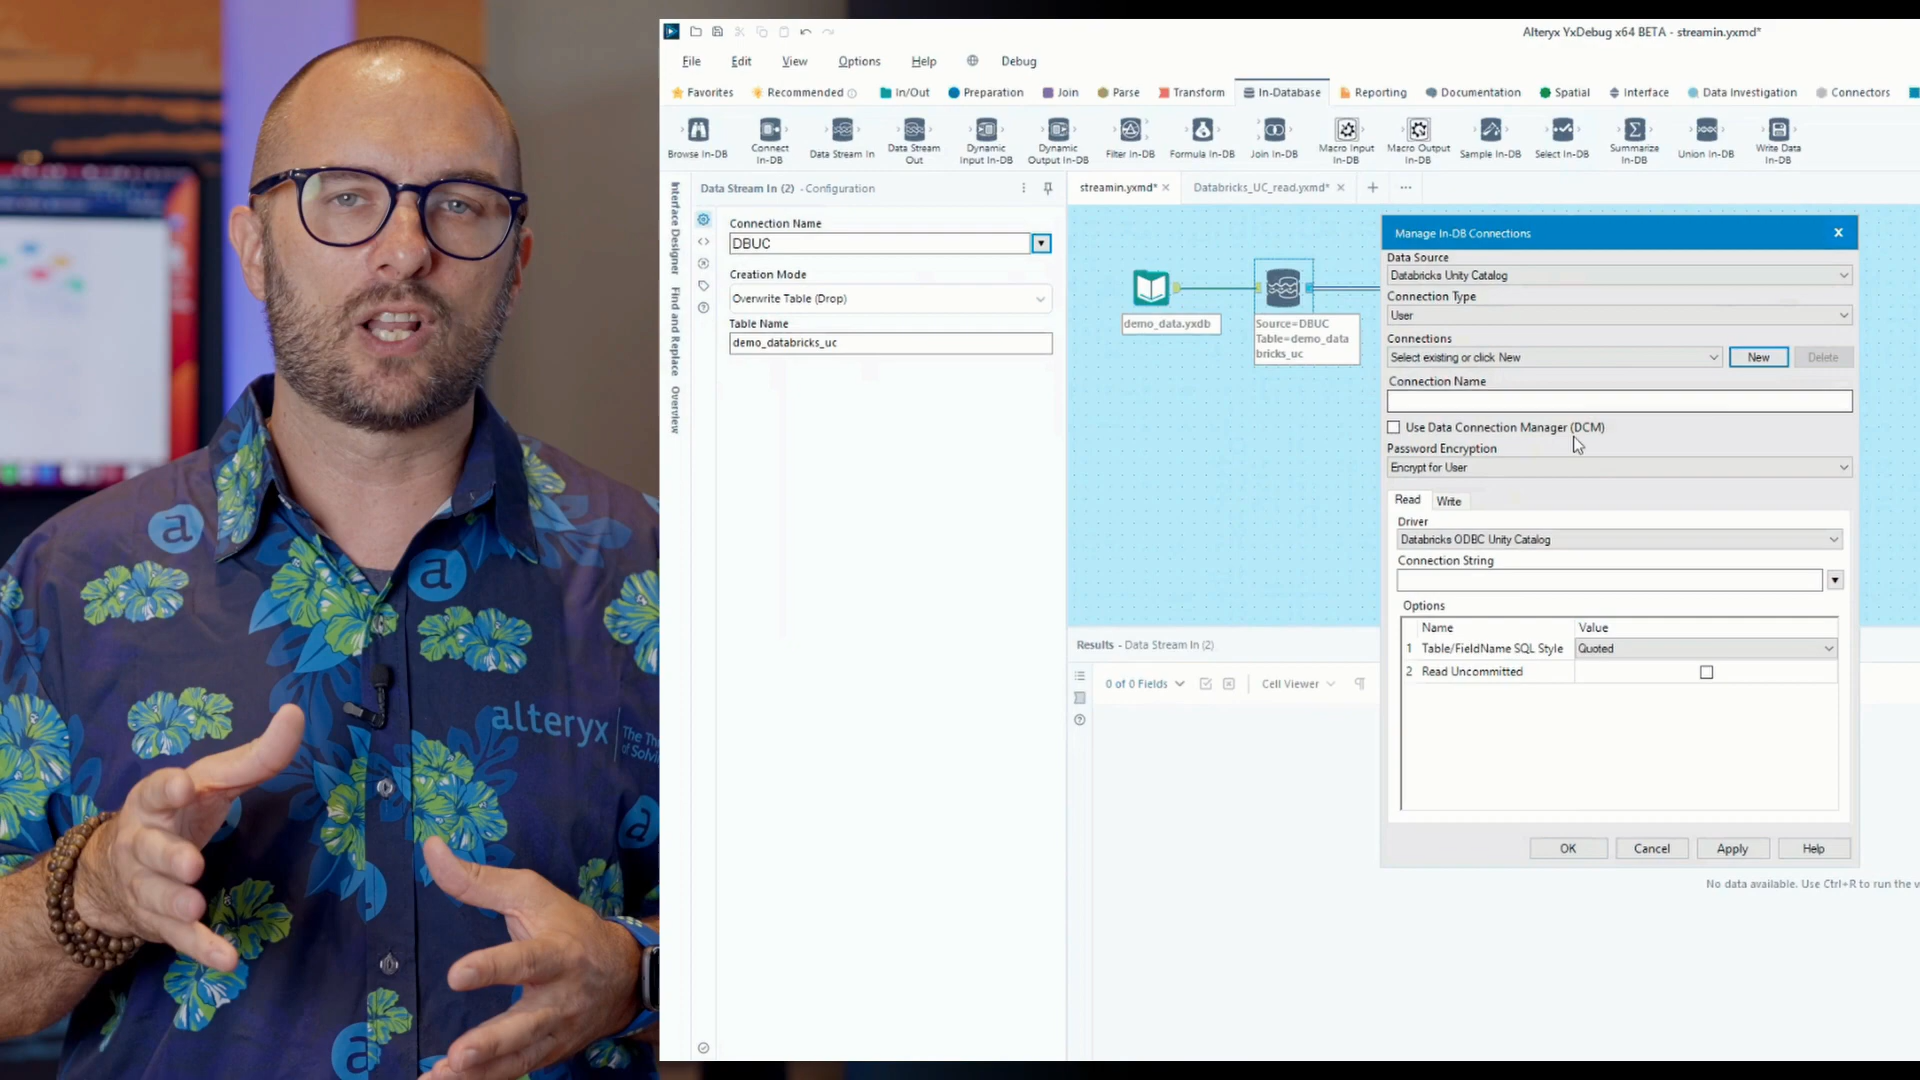 a
a
alteryx
The Th
of Solvi
a
a
Alteryx YxDebug x64 BETA - streamin.yxmd*
File Edit View Options Help Debug
Favorites Recommended In/Out Preparation Join Parse Transform In-Database Reporting Documentation Spatial Interface Data Investigation Connectors
Browse In-DB
Connect In-DB
Data Stream In
Data Stream Out
Dynamic Input In-DB
Dynamic Output In-DB
Filter In-DB
Formula In-DB
Join In-DB
Macro Input In-DB
Macro Output In-DB
Sample In-DB
Select In-DB
Summarize In-DB
Union In-DB
Write Data In-DB
Interface Designer
Find and Replace
Overview
Data Stream In (2) - Configuration
Connection Name
DBUC
Creation Mode
Overwrite Table (Drop)
Table Name
demo_databricks_uc
streamin.yxmd*
Databricks_UC_read.yxmd*
demo_data.yxdb
Source=DBUC
Table=demo_data
bricks_uc
Results - Data Stream In (2)
0 of 0 Fields
Cell Viewer
Manage In-DB Connections
Data Source
Databricks Unity Catalog
Connection Type
User
Connections
Select existing or click New
New
Delete
Connection Name
Use Data Connection Manager (DCM)
Password Encryption
Encrypt for User
Read
Write
Driver
Databricks ODBC Unity Catalog
Connection String
Options
Name Value
1 Table/FieldName SQL Style Quoted
2 Read Uncommitted
OK
Cancel
Apply
Help
No data available. Use Ctrl+R to run the w